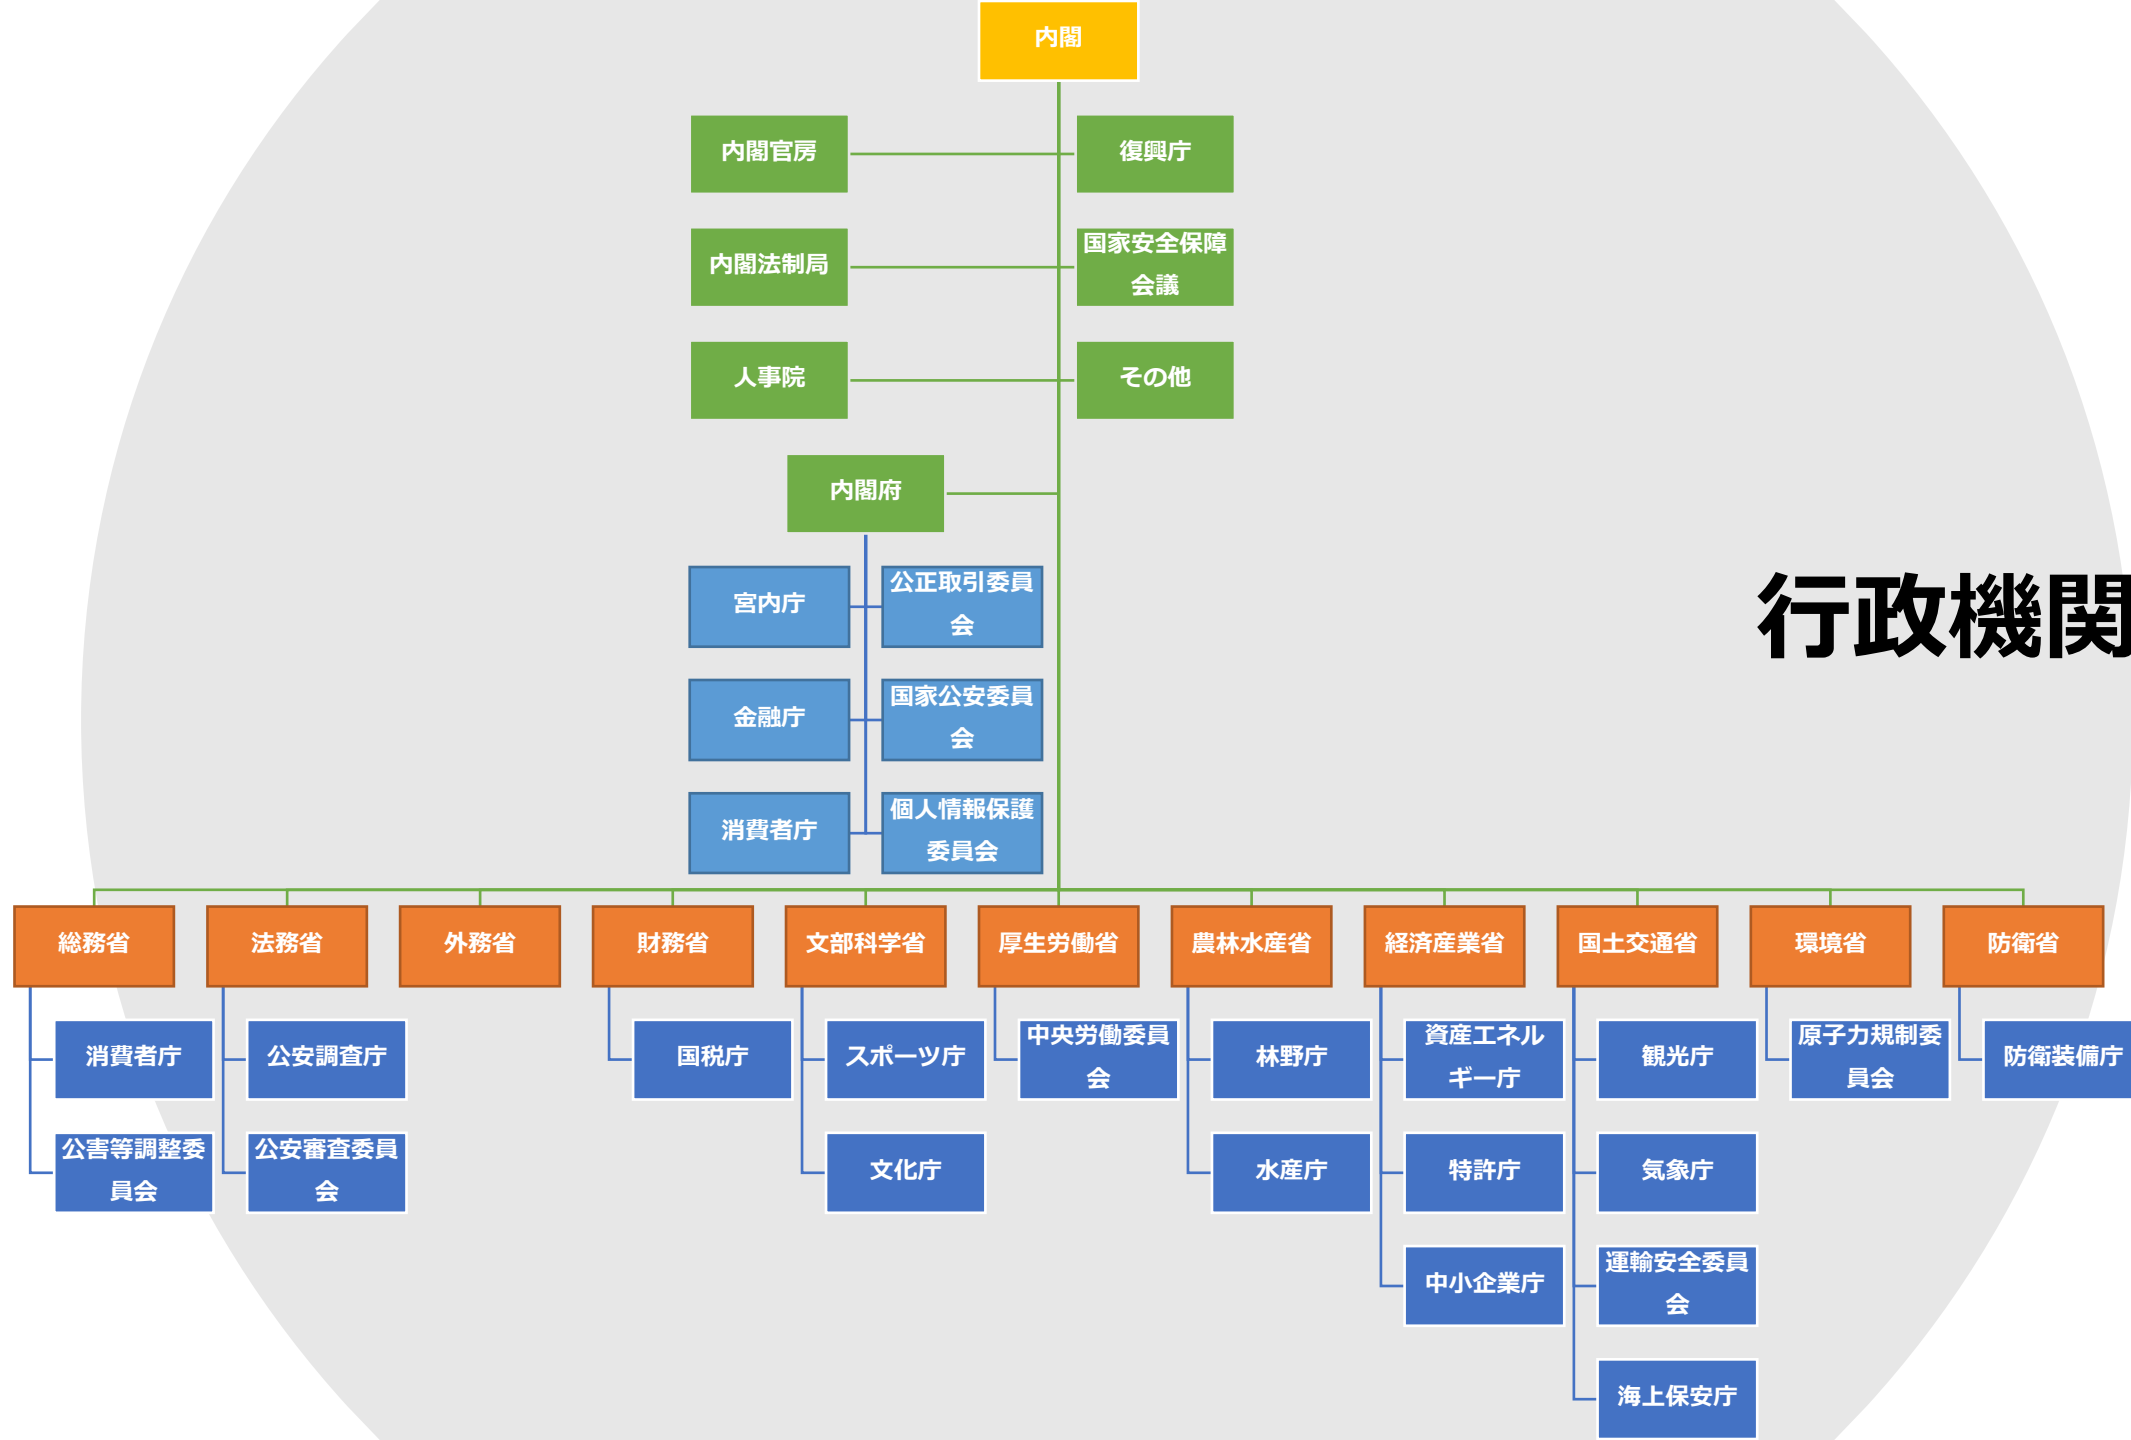 内閣
内閣官房
復興庁
内閣法制局
国家安全保障
会議
人事院
その他
内閣府
宮内庁
公正取引委員
会
金融庁
国家公安委員
会
消費者庁
個人情報保護
委員会
行政機関
総務省
法務省
外務省
財務省
文部科学省
厚生労働省
農林水産省
経済産業省
国土交通省
環境省
防衛省
消費者庁
公害等調整委
員会
公安調査庁
公安審査委員
会
国税庁
スポーツ庁
文化庁
中央労働委員
会
林野庁
水産庁
資産エネル
ギー庁
特許庁
中小企業庁
観光庁
気象庁
運輸安全委員
会
海上保安庁
原子力規制委
員会
防衛装備庁